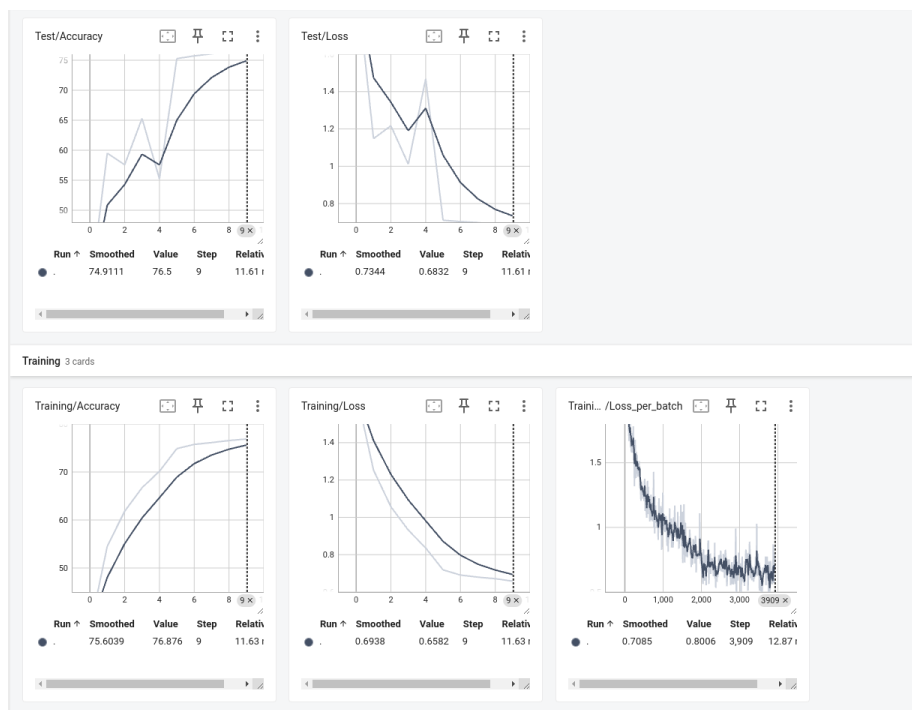 Test/Accuracy
75
70
65
60
55
50
0 2 4 6 8 9 ×
Run ↑ Smoothed Value Step Relativ
. 74.9111 76.5 9 11.61 r
Test/Loss
1.4
1.2
1
0.8
0 2 4 6 8 9 ×
Run ↑ Smoothed Value Step Relativ
. 0.7344 0.6832 9 11.61 r
Training 3 cards
Training/Accuracy
70
60
50
0 2 4 6 8 9 ×
Run ↑ Smoothed Value Step Relativ
. 75.6039 76.876 9 11.63 r
Training/Loss
1.4
1.2
1
0.8
0 2 4 6 8 9 ×
Run ↑ Smoothed Value Step Relativ
. 0.6938 0.6582 9 11.63 r
Traini… /Loss_per_batch
1.5
1
0 1,000 2,000 3,000 3909 ×
Run ↑ Smoothed Value Step Relativ
. 0.7085 0.8006 3,909 12.87 r